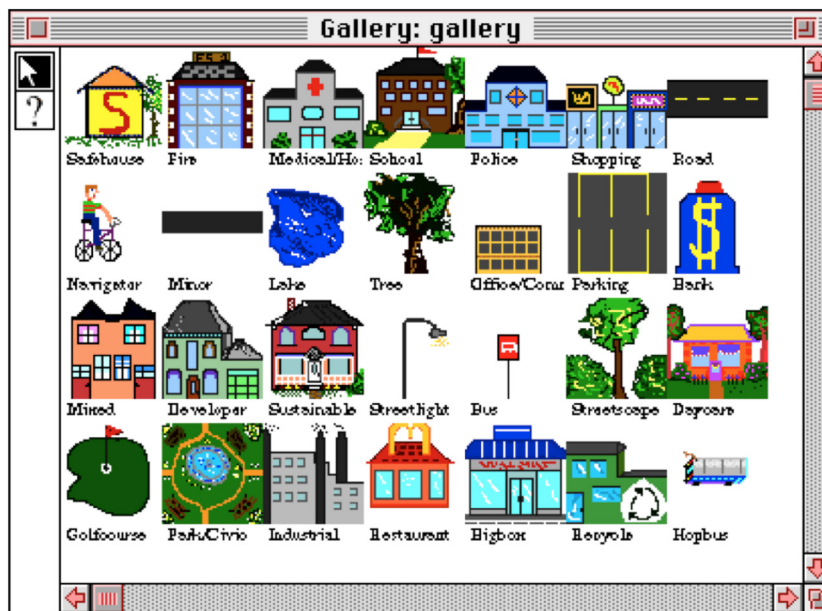 Gallery: gallery
?
S
Safehouse Fire Medical/Ho: School Police Shopping Road
$
Navigator Minor Lake Tree Office/Comr Parking Bank
Mixed Developer Sustainable Streetlight Bus Streetscape Daycare
Golfcourse Park/Civic Industrial Restaurant Bigbox Recycle Hopbus